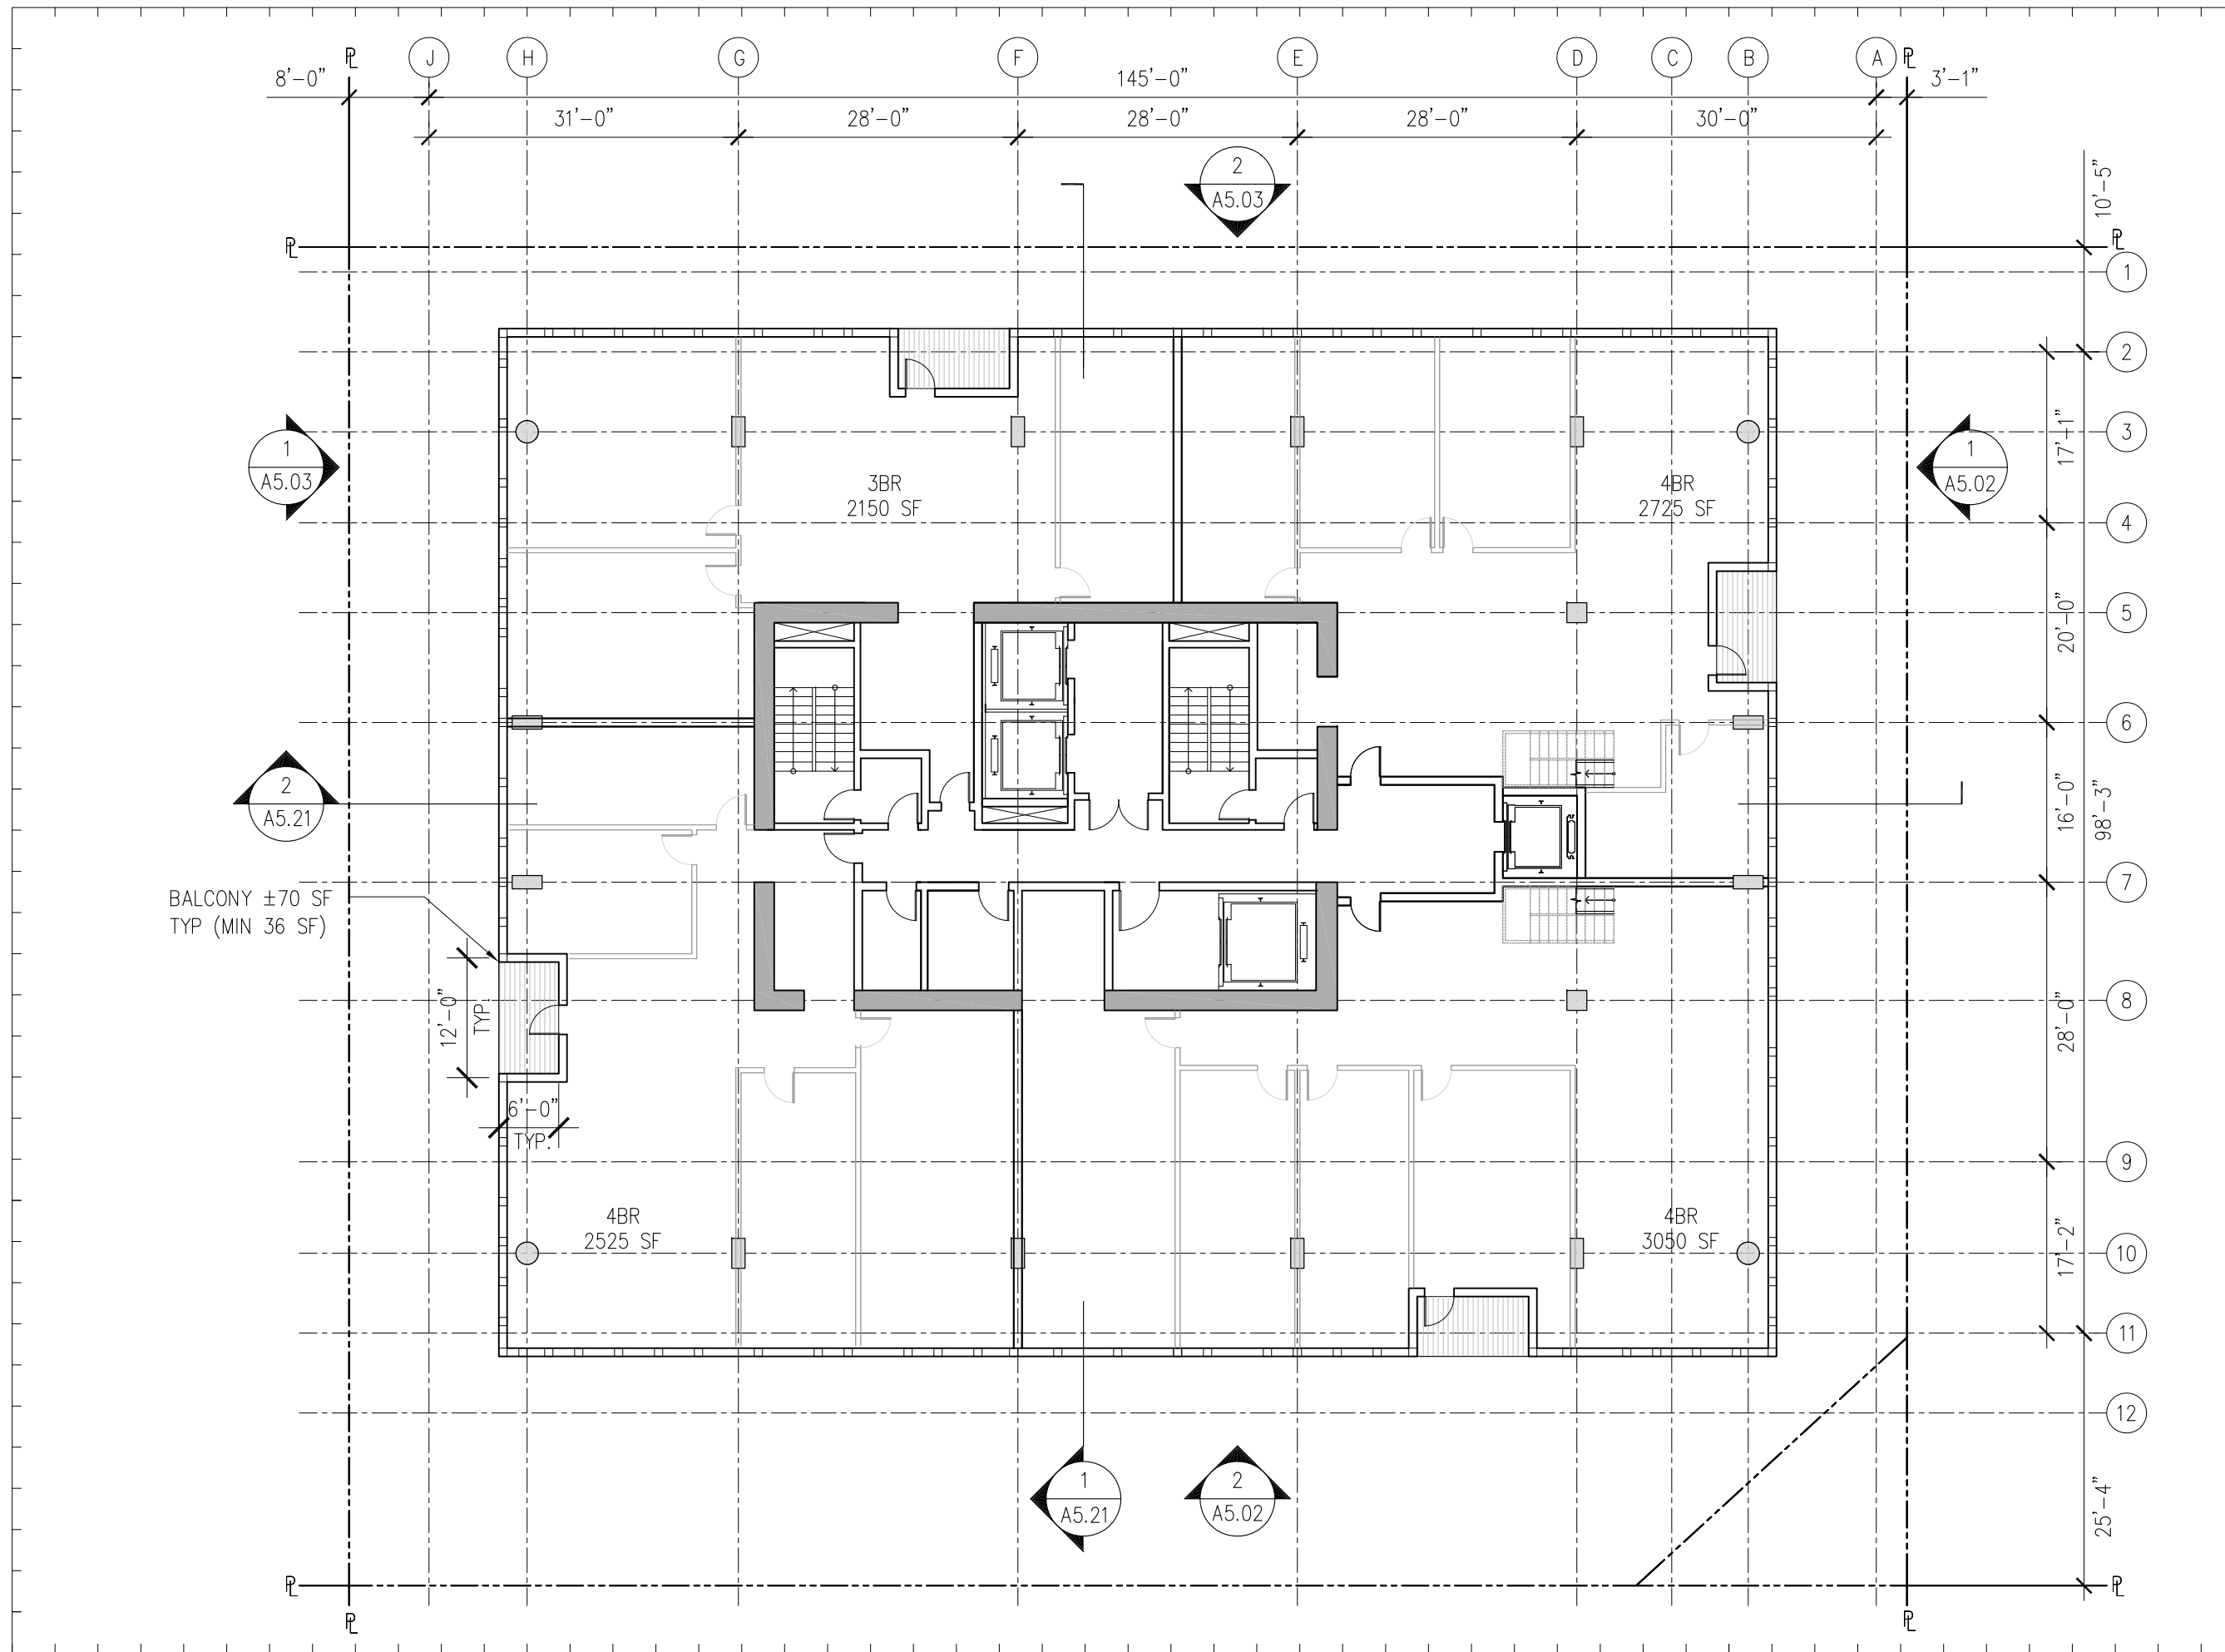 J H G F E D C B A
8'-0" 145'-0" 3'-1"
31'-0" 28'-0" 28'-0" 28'-0" 30'-0"
2
A5.03
10'-5"
1
2
3
17'-1"
1
A5.03
1
A5.02
3BR
2150 SF
4BR
2725 SF
4
5
20'-0"
6
2
A5.21
16'-0"
98'-3"
7
BALCONY ±70 SF
TYP (MIN 36 SF)
12'-0"
TYP.
8
28'-0"
6'-0"
TYP.
9
4BR
2525 SF
4BR
3050 SF
10
17'-2"
11
12
1
A5.21
2
A5.02
25'-4"